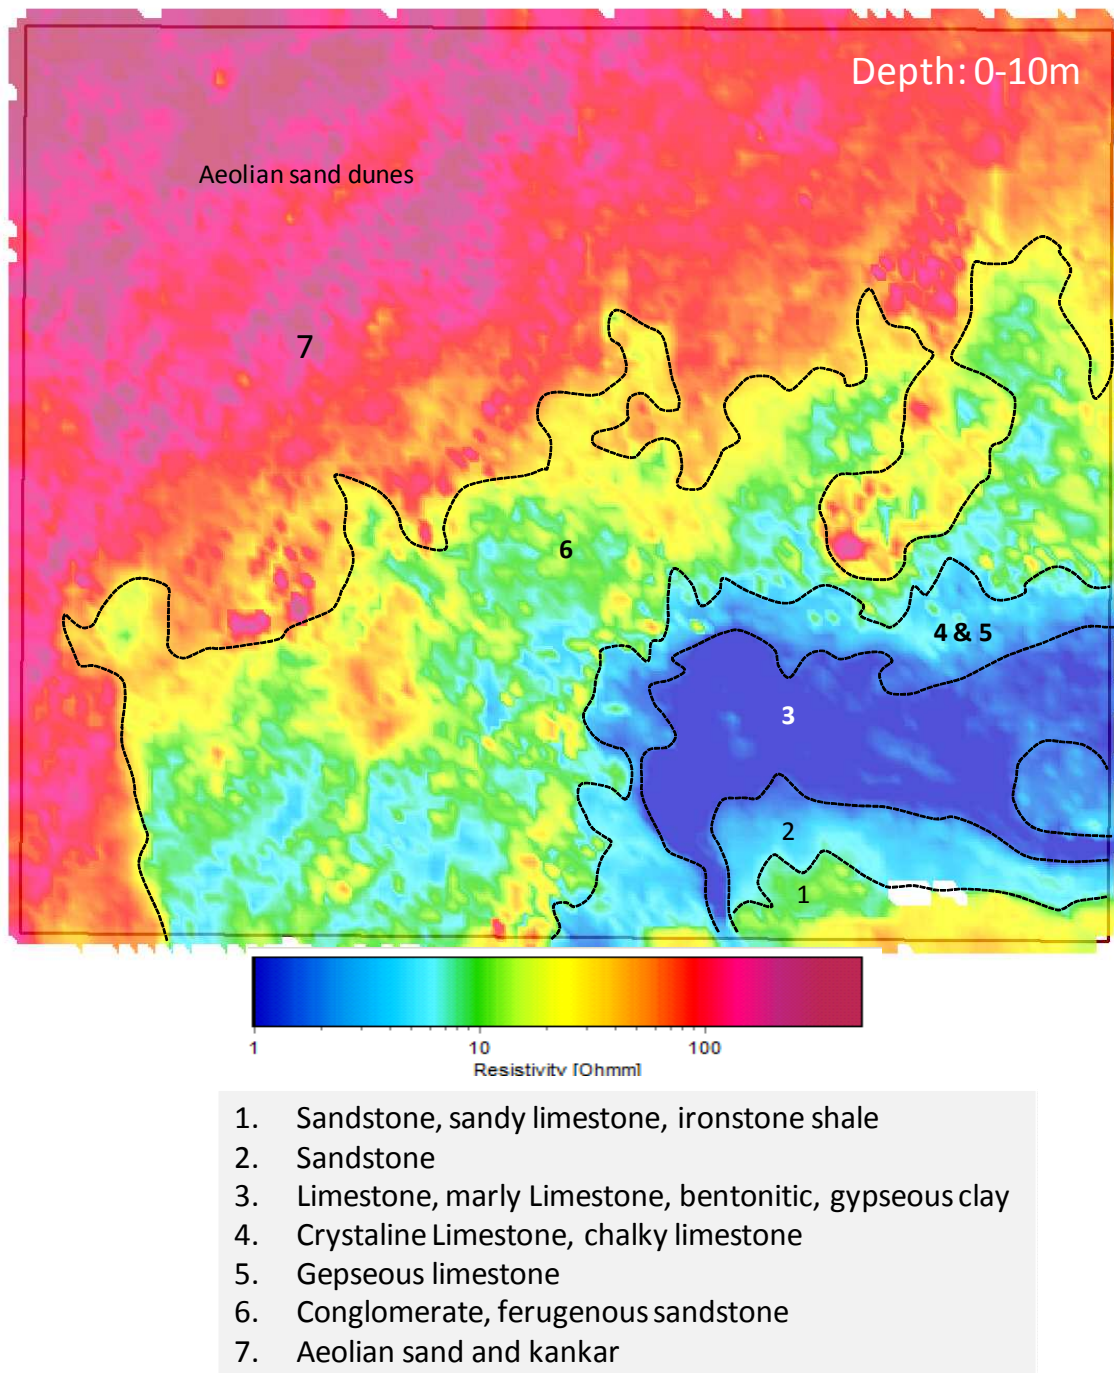 Depth: 0-10m
Aeolian sand dunes
7
6
4 & 5
3
2
1
1 10 100
Resistivity [Ohmm]
1. Sandstone, sandy limestone, ironstone shale
2. Sandstone
3. Limestone, marly Limestone, bentonitic, gypseous clay
4. Crystaline Limestone, chalky limestone
5. Gepseous limestone
6. Conglomerate, ferugenous sandstone
7. Aeolian sand and kankar